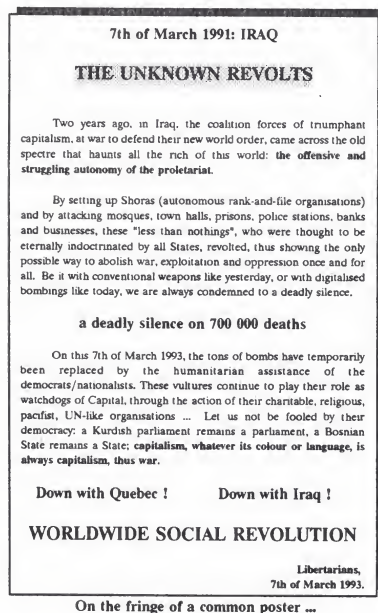 7th of March 1991: IRAQ
THE UNKNOWN REVOLTS
Two years ago, in Iraq, the coalition forces of triumphant
capitalism, at war to defend their new world order, came across the old
spectre that haunts all the rich of this world: the offensive and
struggling autonomy of the proletariat.
By setting up Shoras (autonomous rank-and-file organisations)
and by attacking mosques, town halls, prisons, police stations, banks
and businesses, these "less than nothings", who were thought to be
eternally indoctrinated by all States, revolted, thus showing the only
possible way to abolish war, exploitation and oppression once and for
all. Be it with conventional weapons like yesterday, or with digitalised
bombings like today, we are always condemned to a deadly silence.
a deadly silence on 700 000 deaths
On this 7th of March 1993, the tons of bombs have temporarily
been replaced by the humanitarian assistance of the
democrats/nationalists. These vultures continue to play their role as
watchdogs of Capital, through the action of their charitable, religious,
pacifist, UN-like organisations ... Let us not be fooled by their
democracy: a Kurdish parliament remains a parliament, a Bosnian
State remains a State; capitalism, whatever its colour or language, is
always capitalism, thus war.
Down with Quebec ! Down with Iraq !
WORLDWIDE SOCIAL REVOLUTION
Libertarians,
7th of March 1993.
On the fringe of a common poster ...